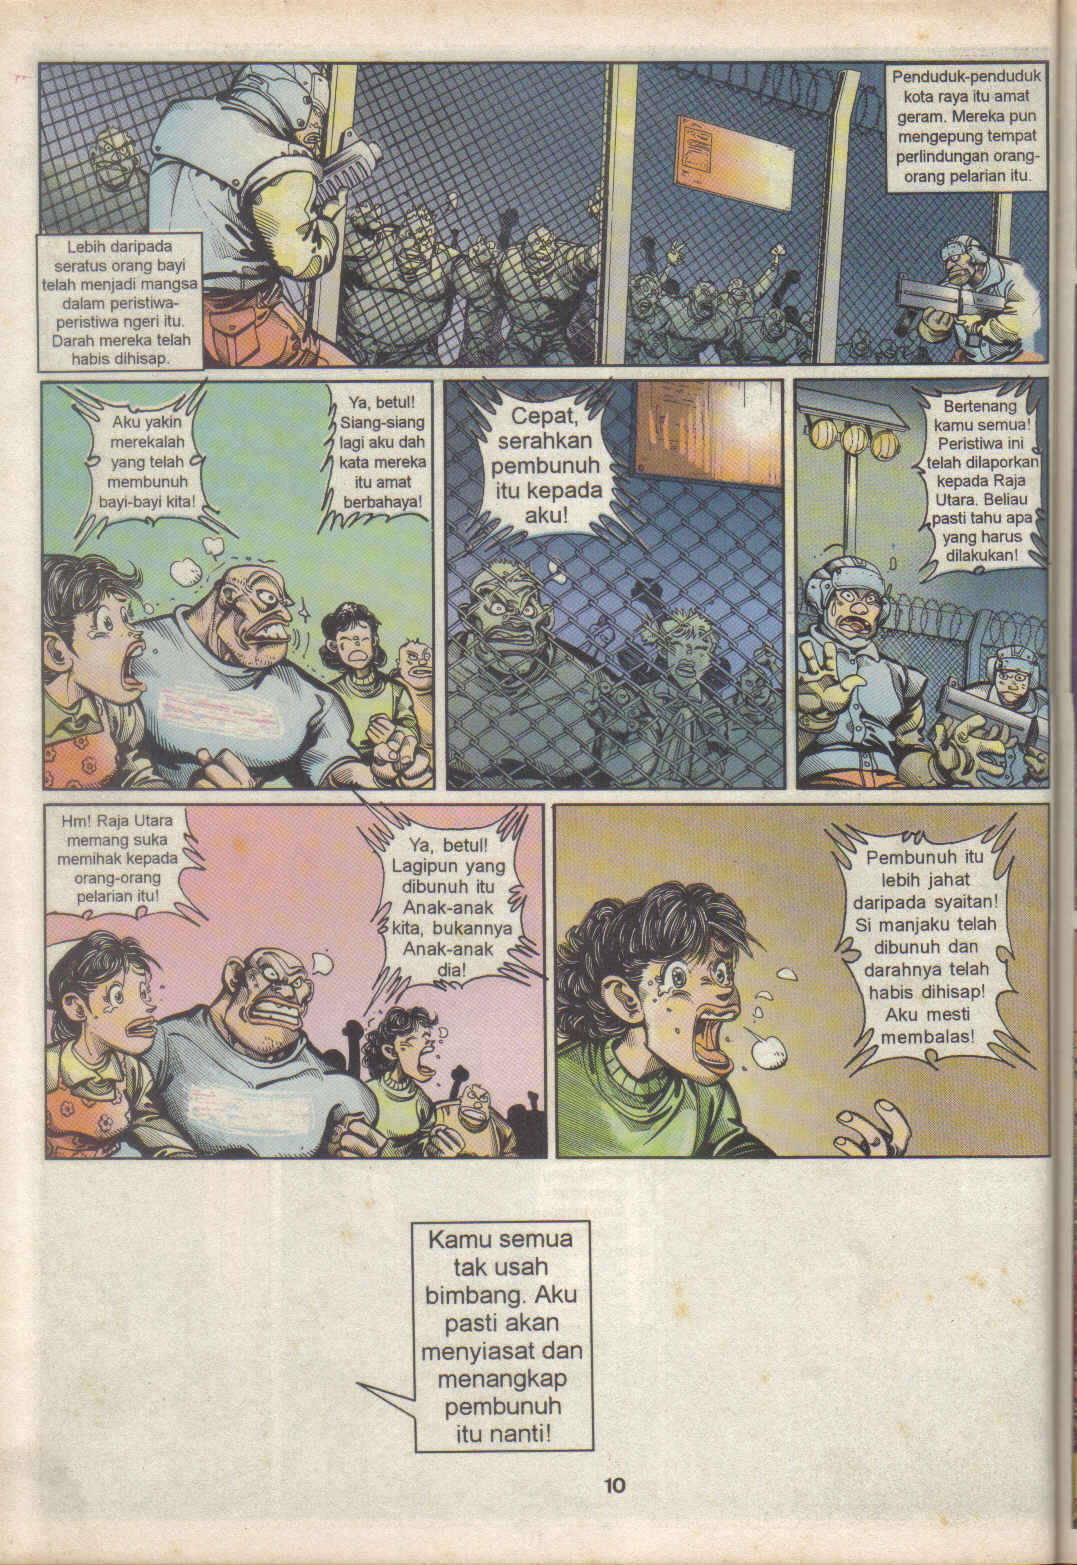 Lebih daripada
seratus orang bayi
telah menjadi mangsa
dalam peristiwa-
peristiwa ngeri itu.
Darah mereka telah
habis dihisap.
Penduduk-penduduk
kota raya itu amat
geram. Mereka pun
mengepung tempat
perlindungan orang-
orang pelarian itu.
Aku yakin
merekalah
yang telah
membunuh
bayi-bayi kita!
Ya, betul!
Siang-siang
lagi aku dah
kata mereka
itu amat
berbahaya!
Cepat,
serahkan
pembunuh
itu kepada
aku!
Bertenang
kamu semua!
Peristiwa ini
telah dilaporkan
kepada Raja
Utara. Beliau
pasti tahu apa
yang harus
dilakukan!
Hm! Raja Utara
memang suka
memihak kepada
orang-orang
pelarian itu!
Ya, betul!
Lagipun yang
dibunuh itu
Anak-anak
kita, bukannya
Anak-anak
dia!
Pembunuh itu
lebih jahat
daripada syaitan!
Si manjaku telah
dibunuh dan
darahnya telah
habis dihisap!
Aku mesti
membalas!
Kamu semua
tak usah
bimbang. Aku
pasti akan
menyiasat dan
menangkap
pembunuh
itu nanti!
10